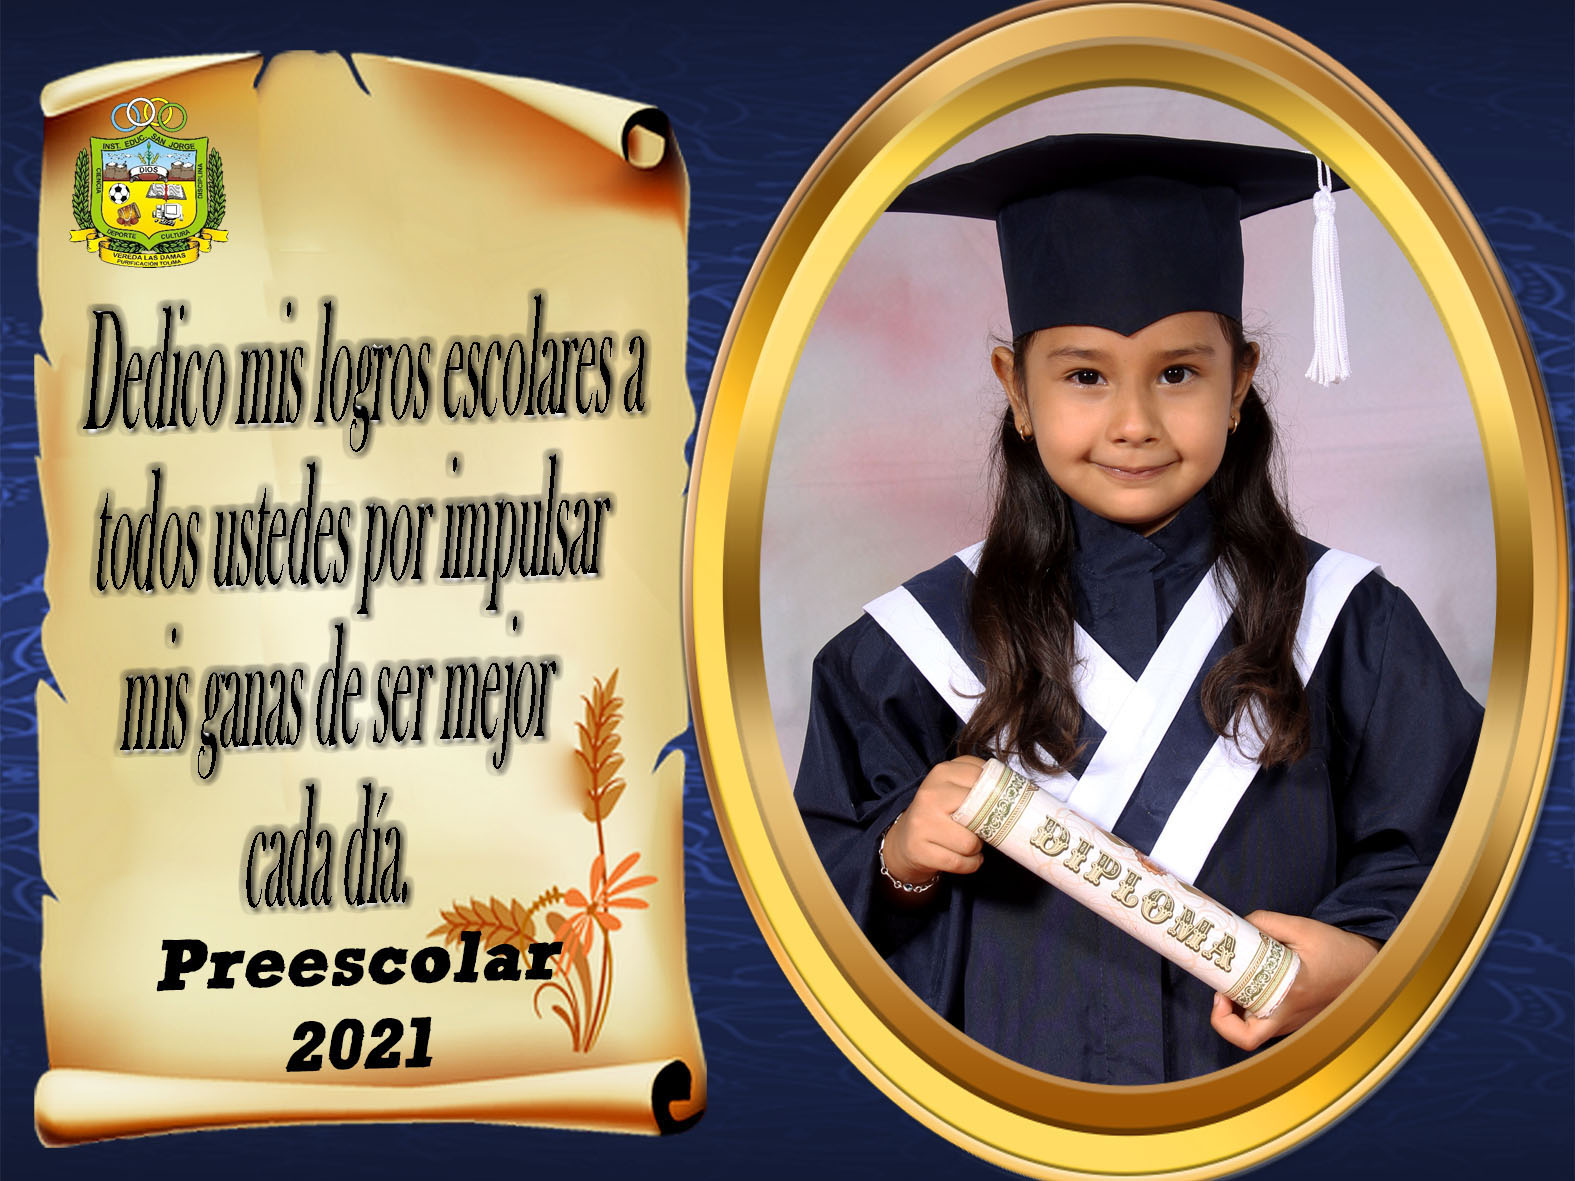 INST. EDUC. SAN JORGE
DIOS
CIENCIA
DISCIPLINA
DEPORTE CULTURA
VEREDA LAS DAMAS
PURIFICACIÓN TOLIMA
Dedico mis logros escolares a
todos ustedes por impulsar
mis ganas de ser mejor
cada día.
Preescolar
2021
DIPLOMA